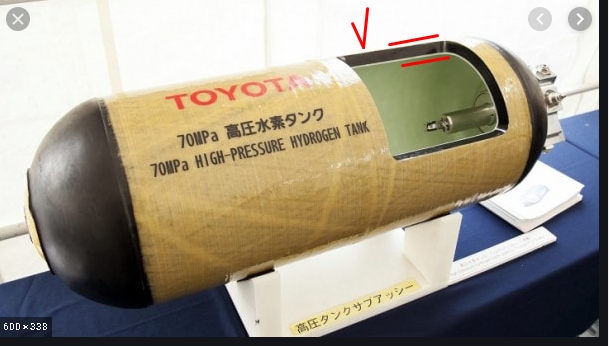 TOYOTA
70MPa 高圧水素タンク
70MPa HIGH-PRESSURE HYDROGEN TANK
高圧タンクサブアッシー
600×338